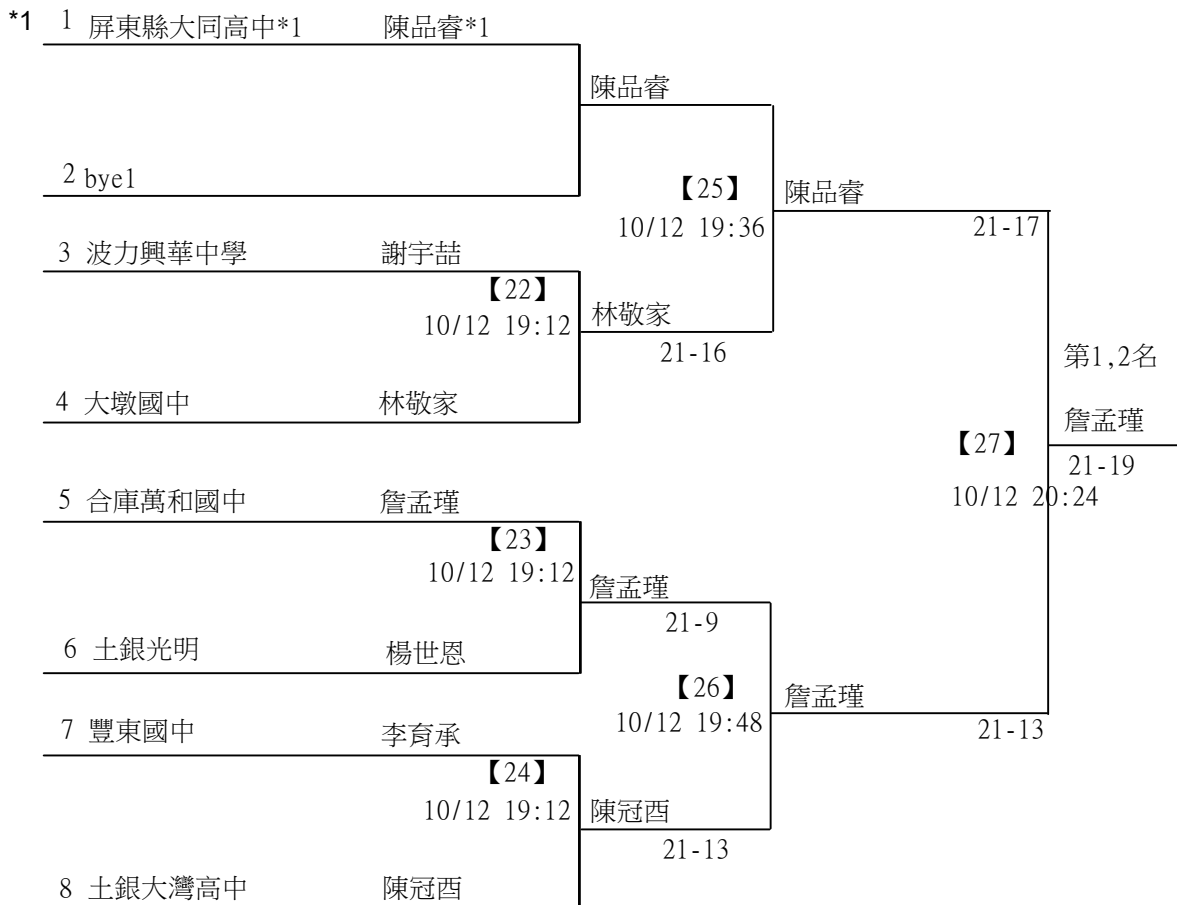 *1 1 屏東縣大同高中*1 陳品睿*1
陳品睿
2 bye1
【25】 陳品睿
10/12 19:36 21-17
3 波力興華中學 謝宇喆
【22】
10/12 19:12 林敬家
21-16
第1,2名
4 大墩國中 林敬家
詹孟瑾
【27】
21-19
10/12 20:24
5 合庫萬和國中 詹孟瑾
【23】
10/12 19:12 詹孟瑾
21-9
6 土銀光明 楊世恩
【26】 詹孟瑾
10/12 19:48 21-13
7 豐東國中 李育承
【24】
10/12 19:12 陳冠酉
21-13
8 土銀大灣高中 陳冠酉